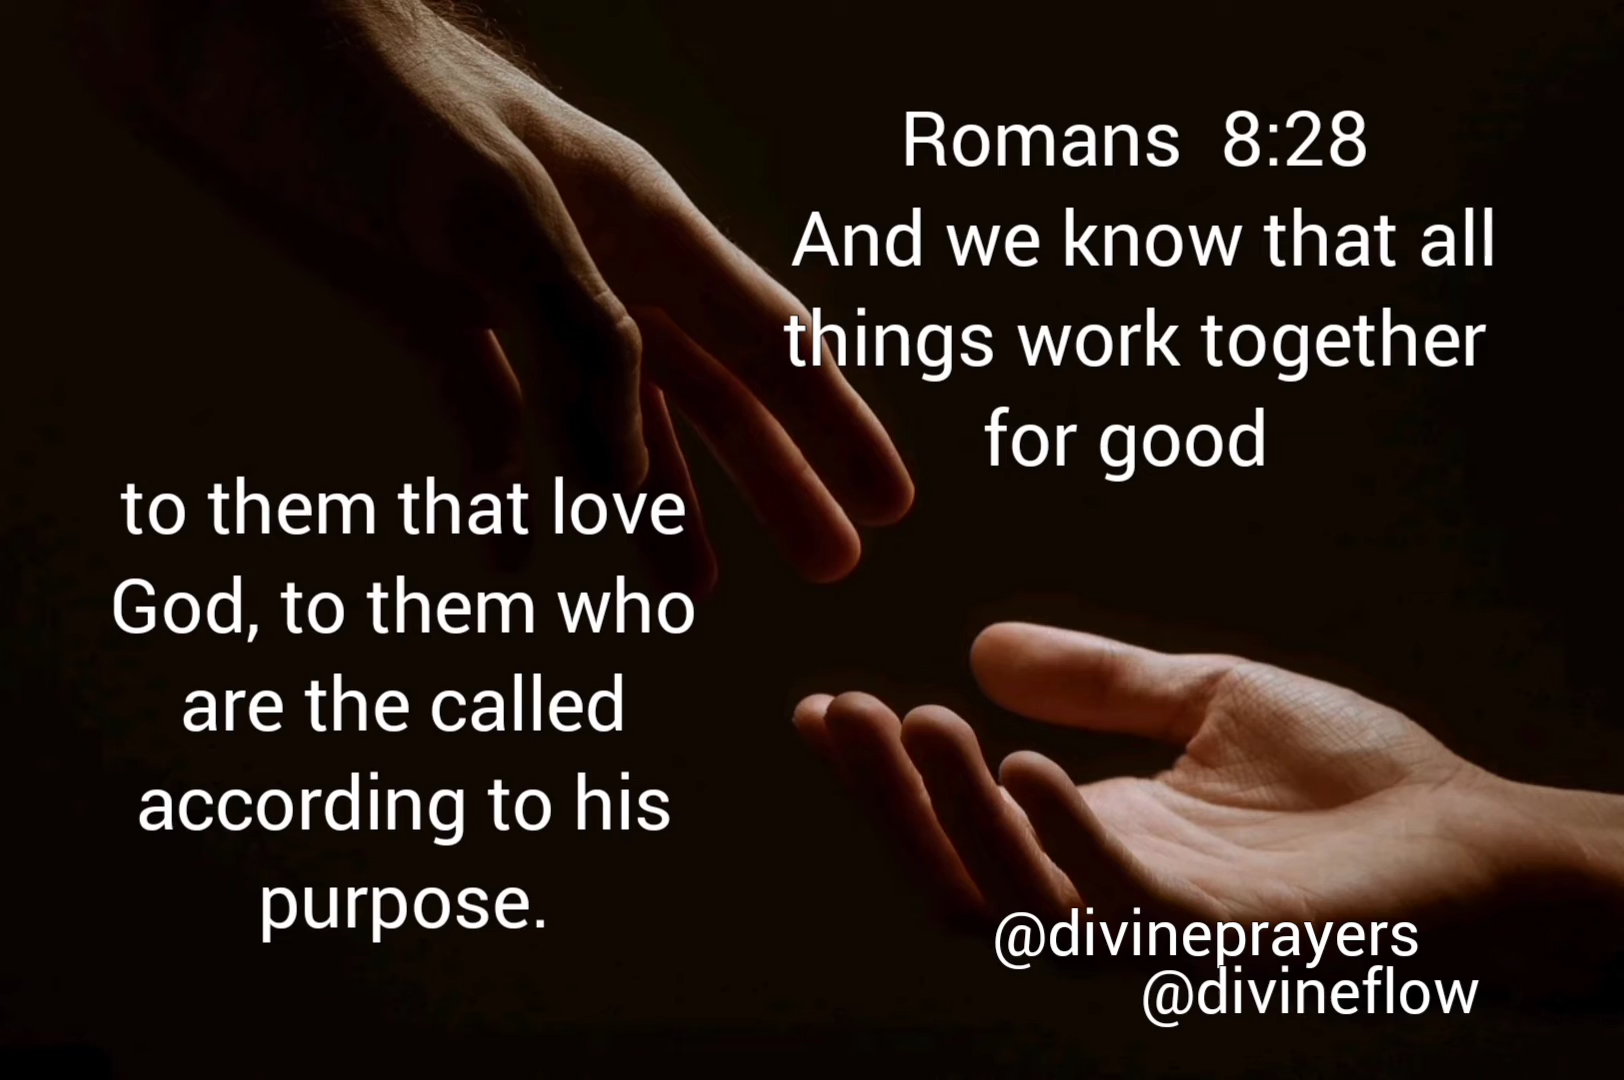 Romans 8:28
And we know that all
things work together
for good
to them that love
God, to them who
are the called
according to his
purpose.
@divineprayers
@divineflow